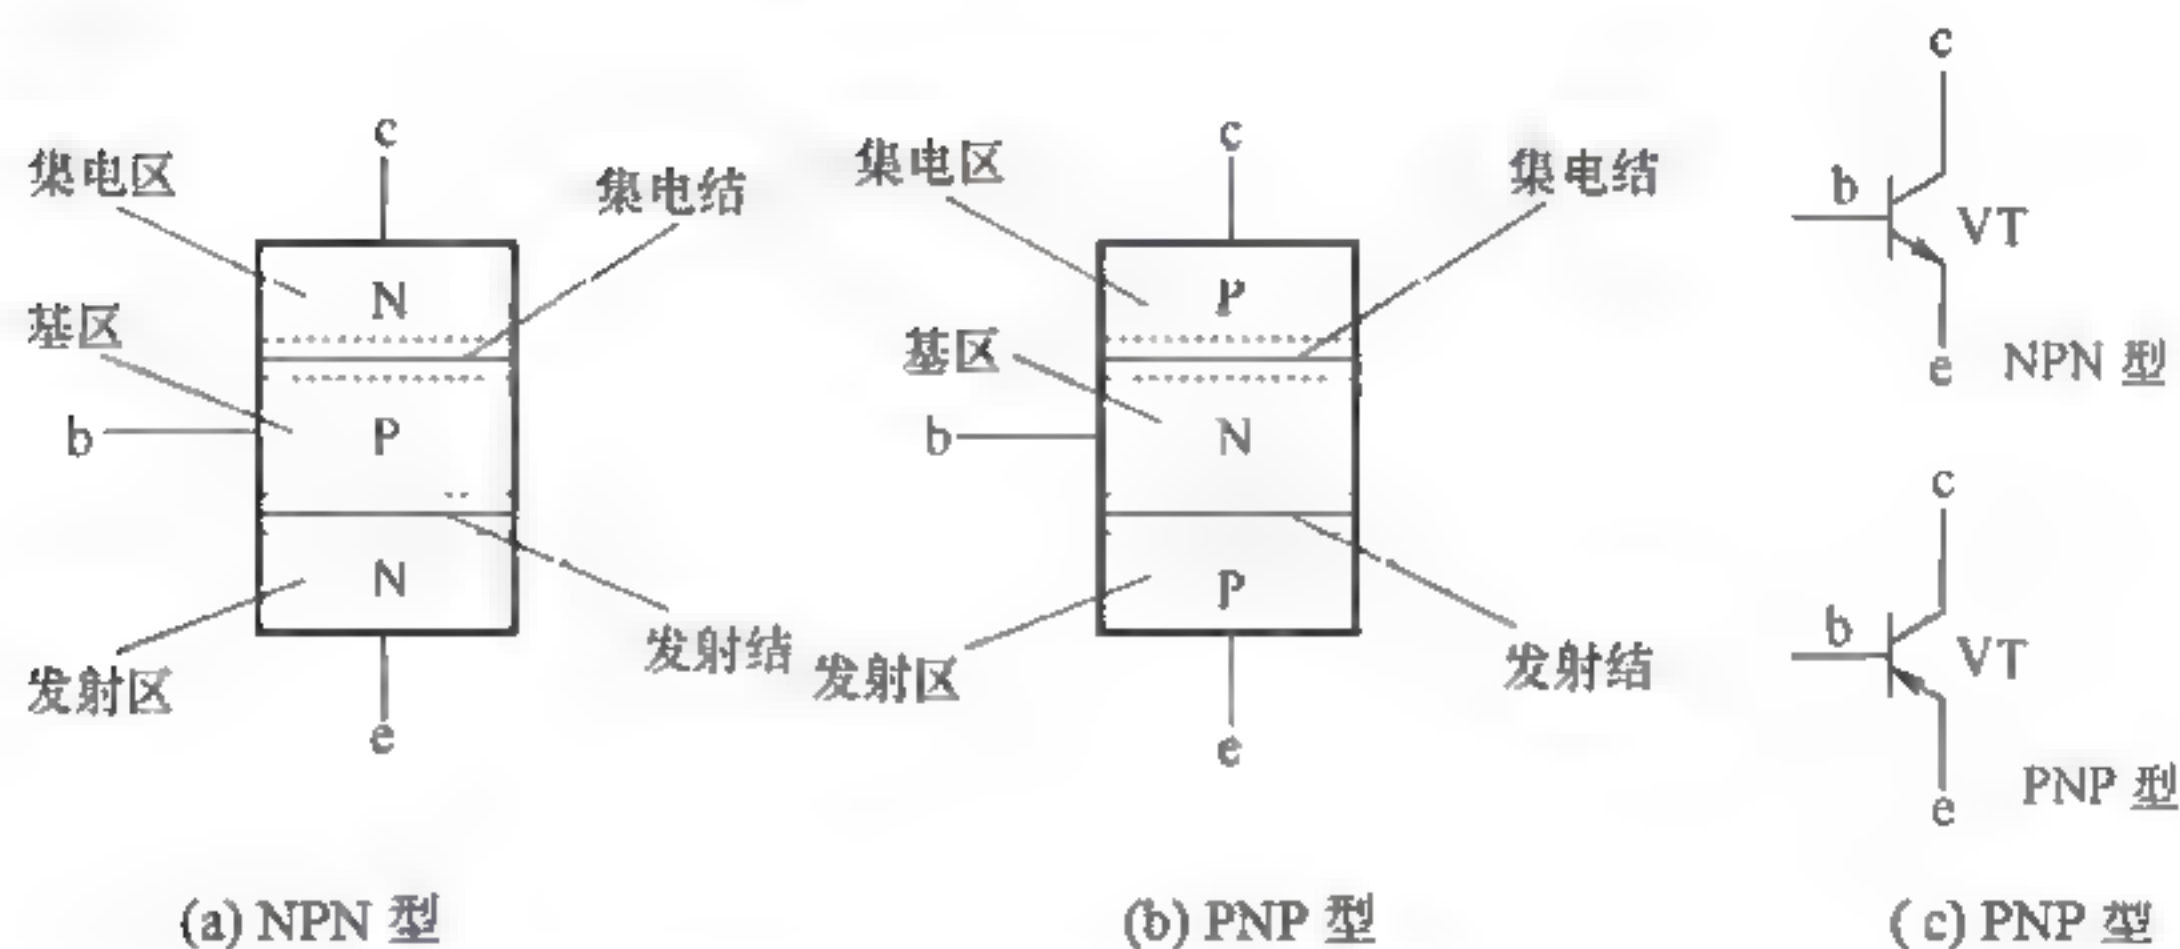 c
集电区
集电结
N
基区
b
P
N
发射区
发射结
e
(a) NPN 型
c
集电区
集电结
P
基区
b
N
P
发射区
发射结
e
(b) PNP 型
c
b
VT
e
NPN 型
c
b
VT
e
PNP 型
( c) PNP 型